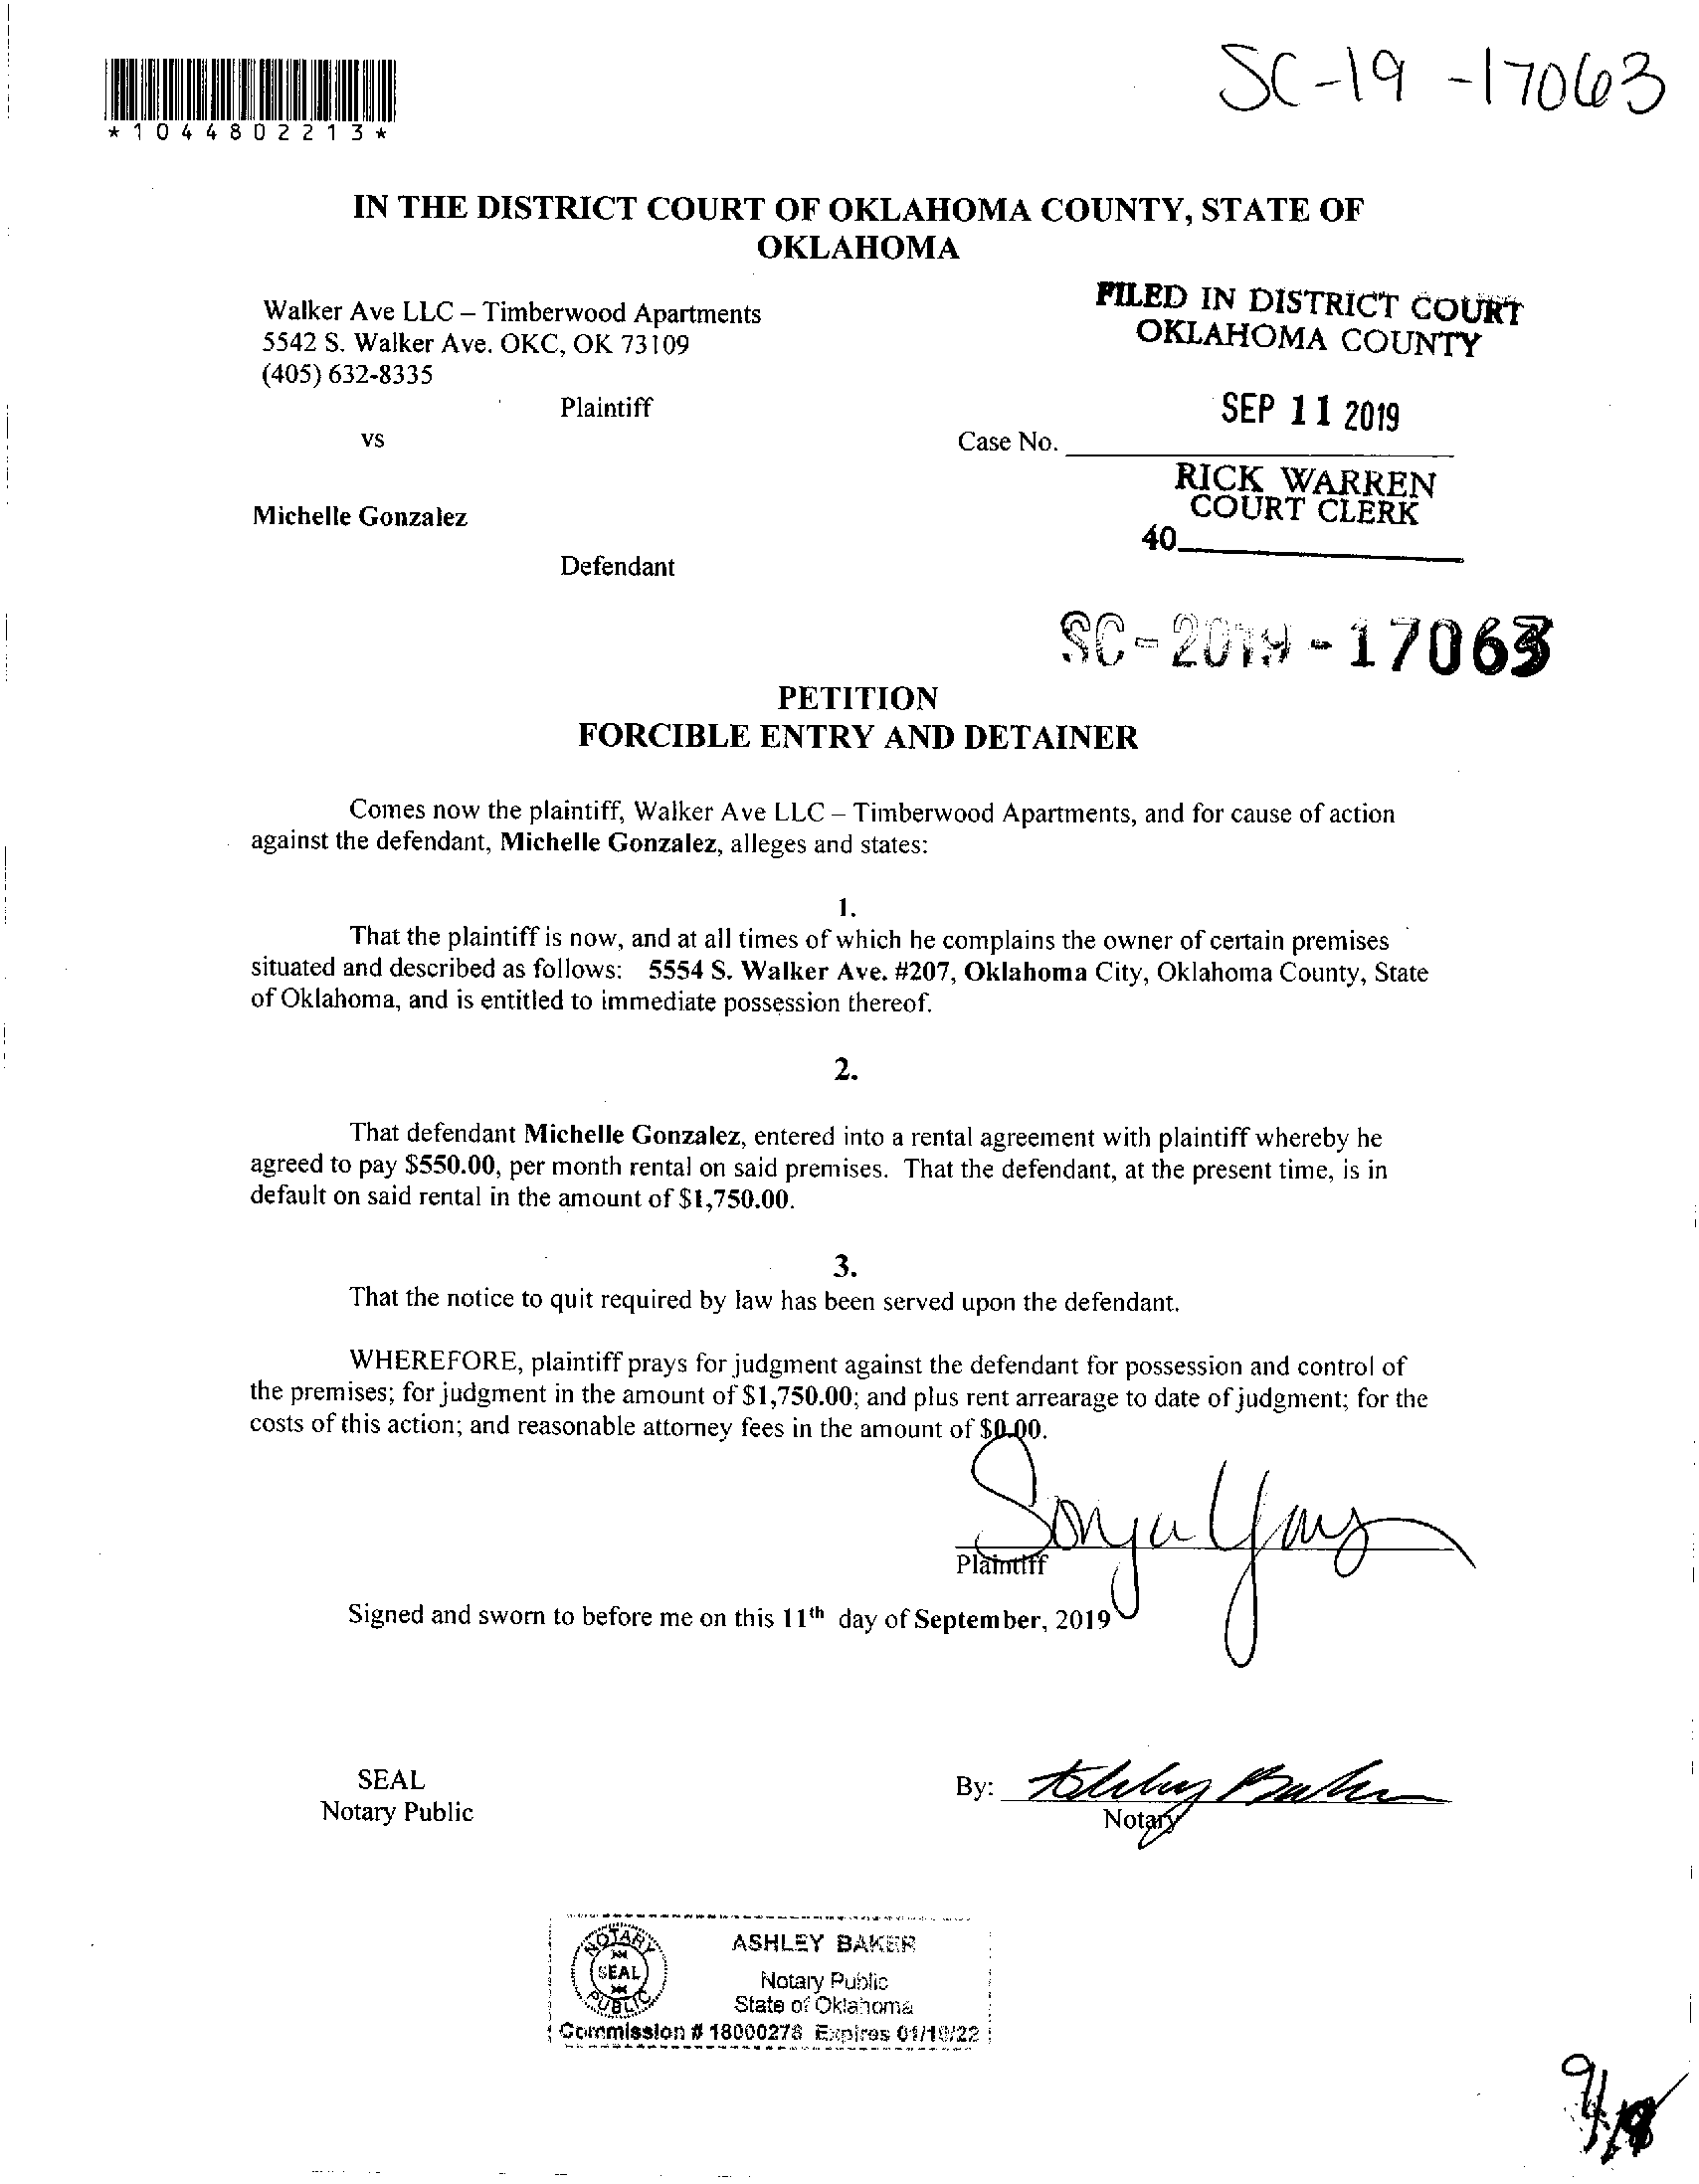 SC-19-17063
*1044802213*
IN THE DISTRICT COURT OF OKLAHOMA COUNTY, STATE OF
OKLAHOMA
Walker Ave LLC – Timberwood Apartments
5542 S. Walker Ave. OKC, OK 73109
(405) 632-8335
Plaintiff
vs
Michelle Gonzalez
Defendant
FILED IN DISTRICT COURT
OKLAHOMA COUNTY
SEP 11 2019
Case No.
RICK WARREN
COURT CLERK
40
SC-2019-17063
PETITION
FORCIBLE ENTRY AND DETAINER
Comes now the plaintiff, Walker Ave LLC – Timberwood Apartments, and for cause of action
against the defendant, Michelle Gonzalez, alleges and states:
1.
That the plaintiff is now, and at all times of which he complains the owner of certain premises
situated and described as follows: 5554 S. Walker Ave. #207, Oklahoma City, Oklahoma County, State
of Oklahoma, and is entitled to immediate possession thereof.
2.
That defendant Michelle Gonzalez, entered into a rental agreement with plaintiff whereby he
agreed to pay $550.00, per month rental on said premises. That the defendant, at the present time, is in
default on said rental in the amount of $1,750.00.
3.
That the notice to quit required by law has been served upon the defendant.
WHEREFORE, plaintiff prays for judgment against the defendant for possession and control of
the premises; for judgment in the amount of $1,750.00; and plus rent arrearage to date of judgment; for the
costs of this action; and reasonable attorney fees in the amount of $0.00.
Sonya
Plaintiff
Signed and sworn to before me on this 11th day of September, 2019
SEAL
Notary Public
By: Ashley Baker
Notary
NOTARY
SEAL
PUBLIC
ASHLEY BAKER
Notary Public
State of Oklahoma
Commission # 18000278 Expires 01/19/22